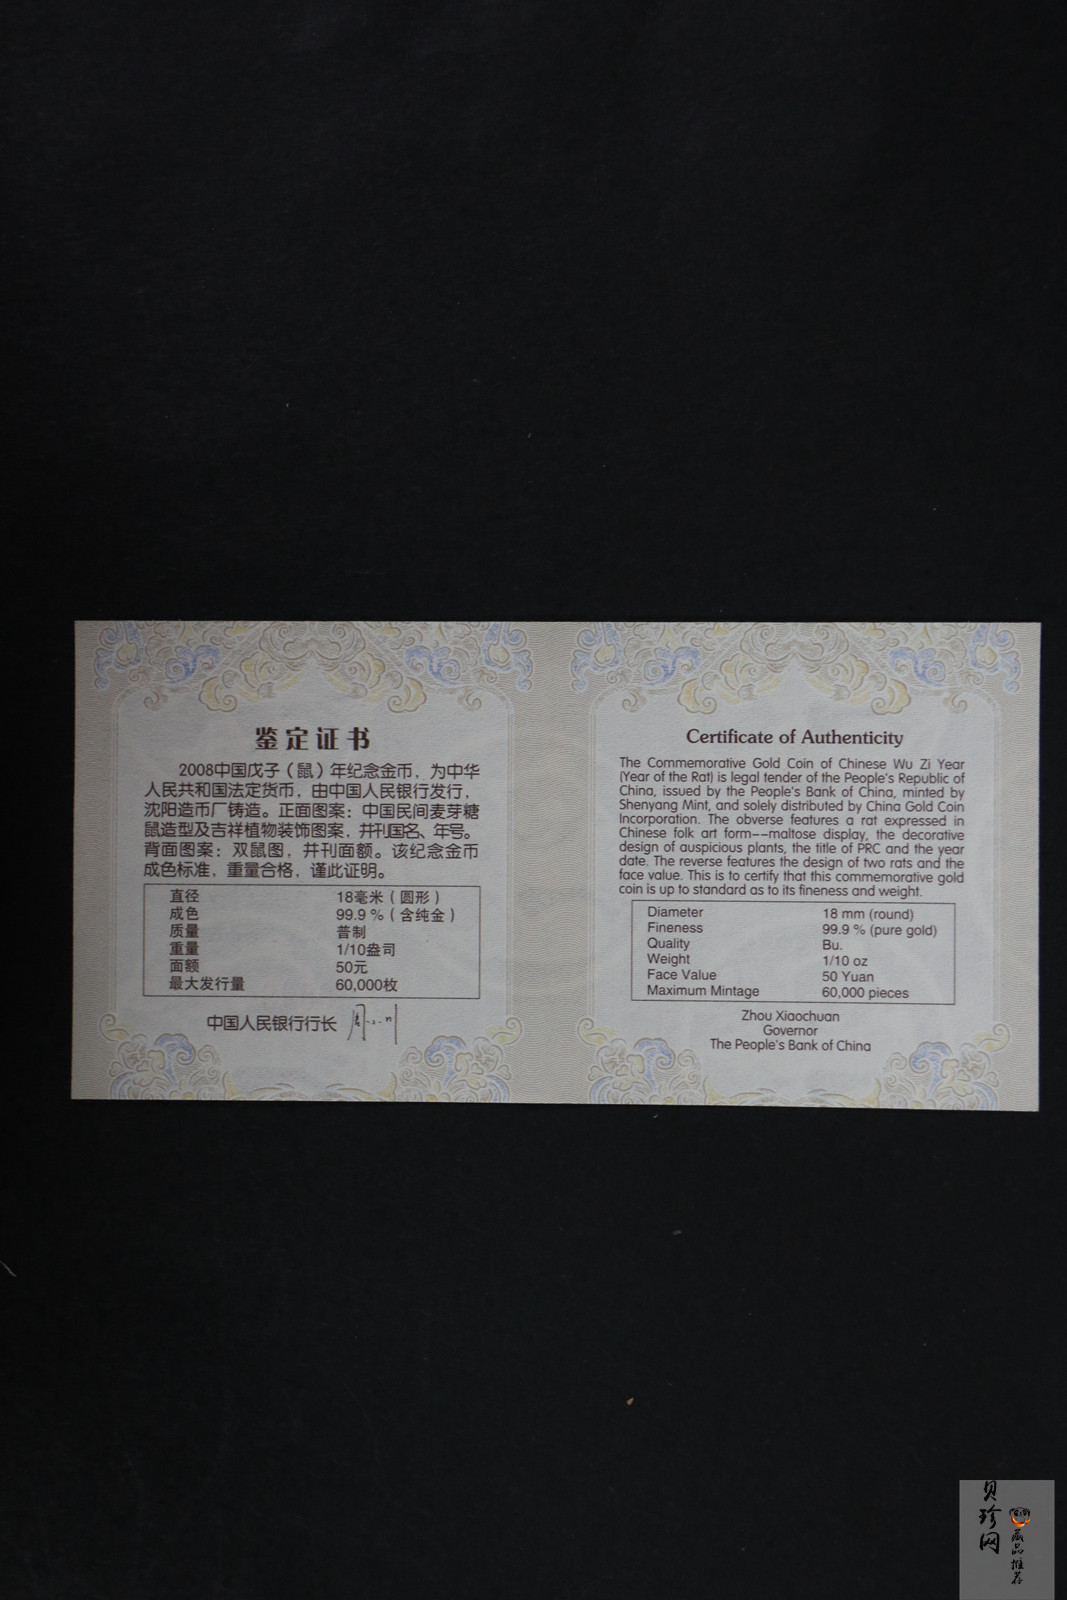 鉴定证书
2008中国戊子（鼠）年纪念金币，为中华
人民共和国法定货币，由中国人民银行发行，
沈阳造币厂铸造。正面图案：中国民间麦芽糖
鼠造型及吉祥植物装饰图案，并刊国名、年号。
背面图案：双鼠图，并刊面额。该纪念金币
成色标准，重量合格，谨此证明。
直径 18毫米（圆形）
成色 99.9％（含纯金）
质量 普制
重量 1/10盎司
面额 50元
最大发行量 60,000枚
中国人民银行行长
Certificate of Authenticity
The Commemorative Gold Coin of Chinese Wu Zi Year
(Year of the Rat) is legal tender of the People's Republic of
China, issued by the People's Bank of China, minted by
Shenyang Mint, and solely distributed by China Gold Coin
Incorporation. The obverse features a rat expressed in
Chinese folk art form--maltose display, the decorative
design of auspicious plants, the title of PRC and the year
date. The reverse features the design of two rats and the
face value. This is to certify that this commemorative gold
coin is up to standard as to its fineness and weight.
Diameter 18 mm (round)
Fineness 99.9 % (pure gold)
Quality Bu.
Weight 1/10 oz
Face Value 50 Yuan
Maximum Mintage 60,000 pieces
Zhou Xiaochuan
Governor
The People's Bank of China
贝珍网
藏品推荐